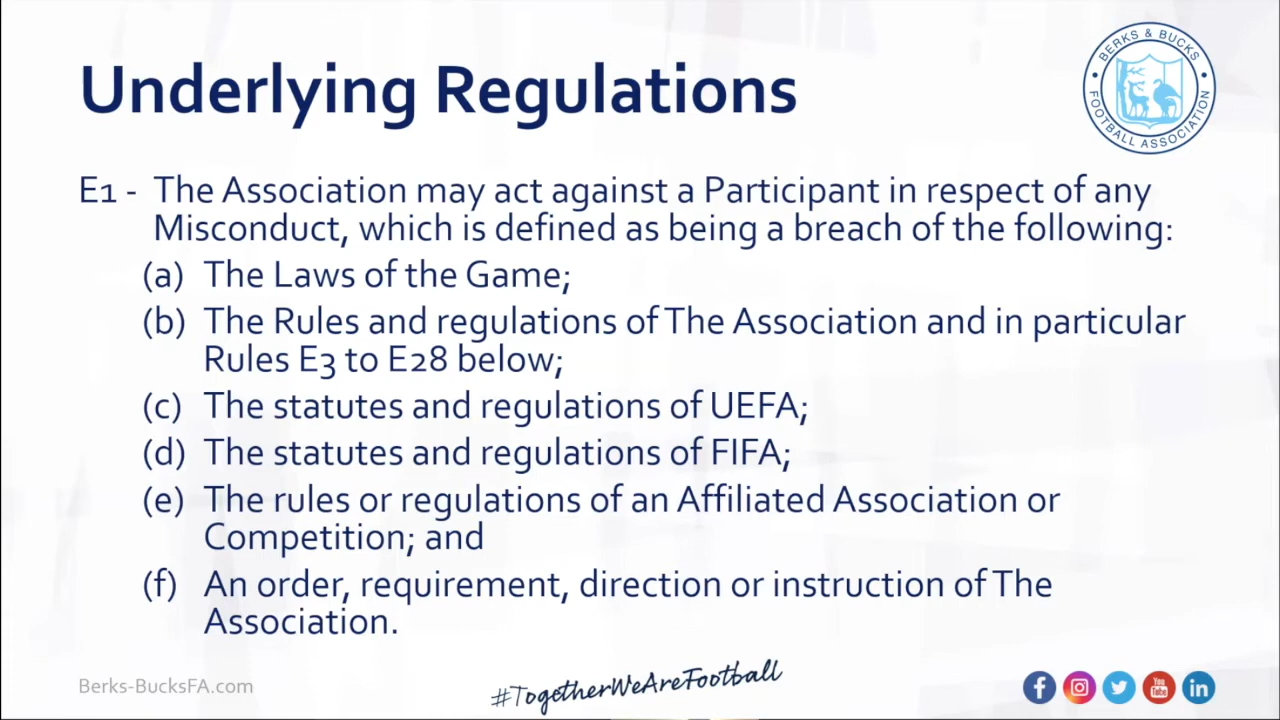 Underlying Regulations
BERKS & BUCKS
FOOTBALL ASSOCIATION
E1 - The Association may act against a Participant in respect of any
Misconduct, which is defined as being a breach of the following:
(a) The Laws of the Game;
(b) The Rules and regulations of The Association and in particular
Rules E3 to E28 below;
(c) The statutes and regulations of UEFA;
(d) The statutes and regulations of FIFA;
(e) The rules or regulations of an Affiliated Association or
Competition; and
(f) An order, requirement, direction or instruction of The
Association.
Berks-BucksFA.com
#TogetherWeAreFootball
f
You Tube
in